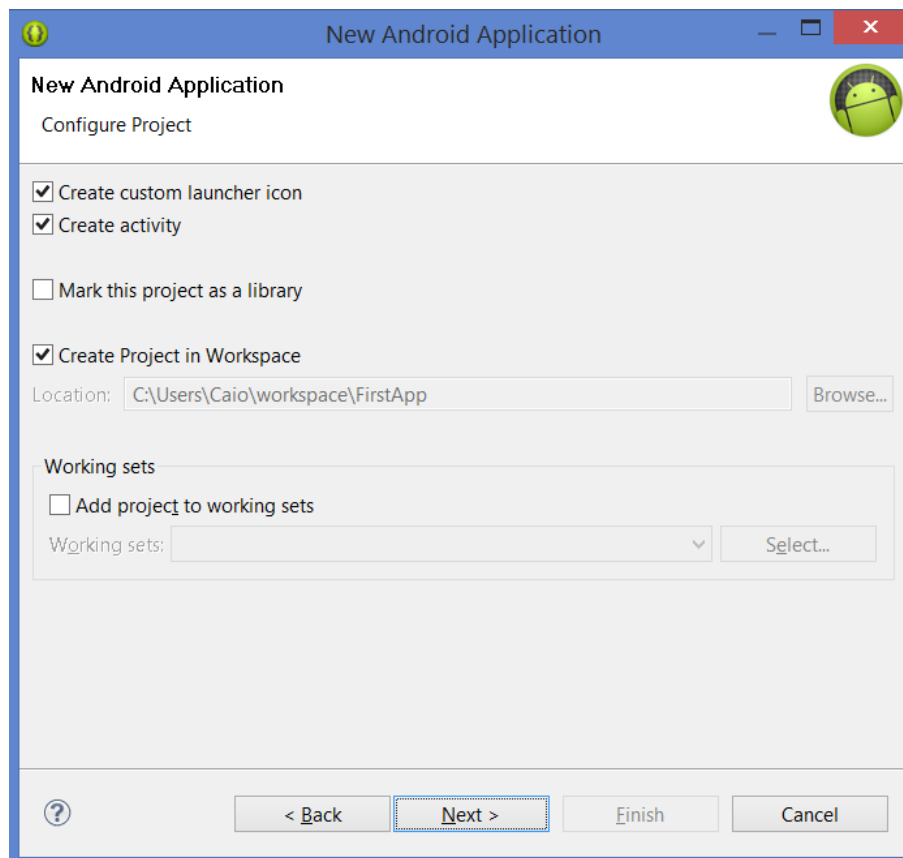 New Android Application
New Android Application
Configure Project
Create custom launcher icon
Create activity
Mark this project as a library
Create Project in Workspace
Location: C:\Users\Caio\workspace\FirstApp Browse...
Working sets
Add project to working sets
Working sets: Select...
? < Back Next > Finish Cancel